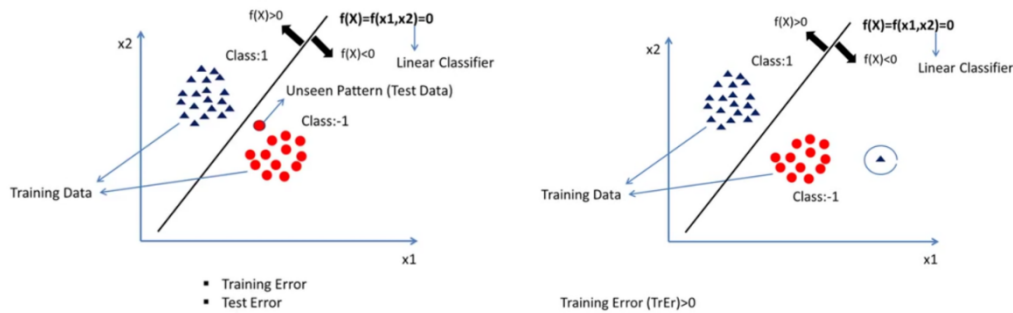 f(X)>0
f(X)=f(x1,x2)=0
x2
Class:1
f(X)<0
Linear Classifier
Unseen Pattern (Test Data)
Class:-1
Training Data
x1
Training Error
Test Error
f(X)>0
f(X)=f(x1,x2)=0
x2
Class:1
f(X)<0
Linear Classifier
Training Data
Class:-1
x1
Training Error (TrEr)>0